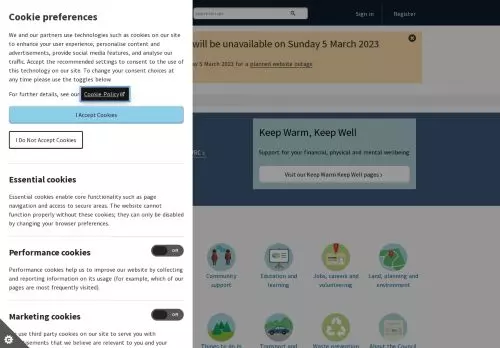 Cookie preferences
We and our partners use technologies such as cookies on our site
to enhance your user experience, personalise content and
advertisements, provide social media features, and analyse our
traffic. Accept the recommended settings to consent to the use of
this technology on our site. To change your consent choices at
any time please use the toggles below.
For further details, see our Cookie Policy
I Accept Cookies
I Do Not Accept Cookies
Essential cookies
Essential cookies enable core functionality such as page
navigation and access to secure areas. The website cannot
function properly without these cookies; they can only be disabled
by changing your browser preferences.
Performance cookies
Off
Performance cookies help us to improve our website by collecting
and reporting information on its usage (for example, which of our
pages are most frequently visited).
Marketing cookies
Off
use third party cookies on our site to serve you with
that we believe are relevant to you and your
Sign in
Register
will be unavailable on Sunday 5 March 2023
5 March 2023 for a planned website outage
Keep Warm, Keep Well
Support for your financial, physical and mental wellbeing
Visit our Keep Warm Keep Well pages ›
Community
support
Education and
learning
Jobs, careers and
volunteering
Land, planning and
environment
Things to do in
Transport and
Waste recycling
About the Council